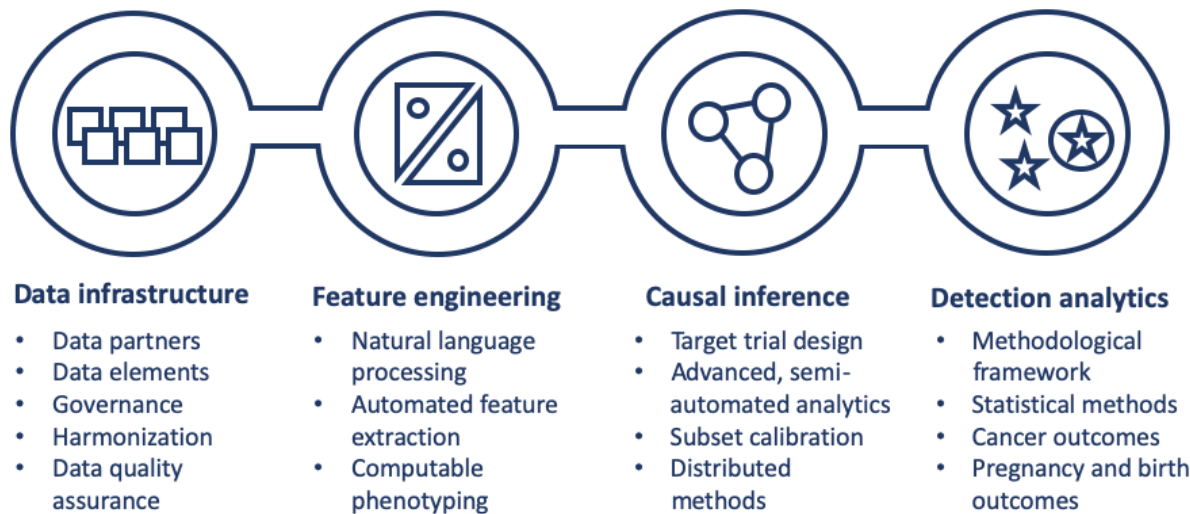 Data infrastructure
• Data partners
• Data elements
• Governance
• Harmonization
• Data quality
assurance
Feature engineering
• Natural language
processing
• Automated feature
extraction
• Computable
phenotyping
Causal inference
• Target trial design
• Advanced, semi-
automated analytics
• Subset calibration
• Distributed
methods
Detection analytics
• Methodological
framework
• Statistical methods
• Cancer outcomes
• Pregnancy and birth
outcomes